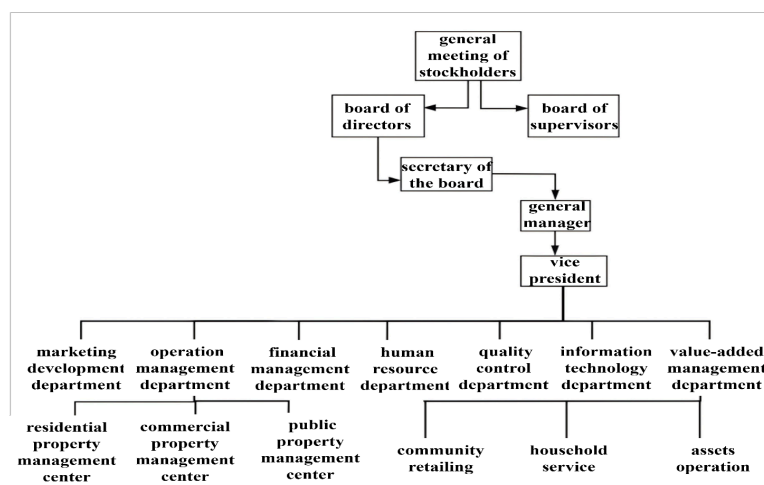 general
meeting of
stockholders
board of
directors
board of
supervisors
secretary of
the board
general
manager
vice
president
marketing
development
department
operation
management
department
financial
management
department
human
resource
department
quality
control
department
information
technology
department
value-added
management
department
residential
property
management
center
commercial
property
management
center
public
property
management
center
community
retailing
household
service
assets
operation